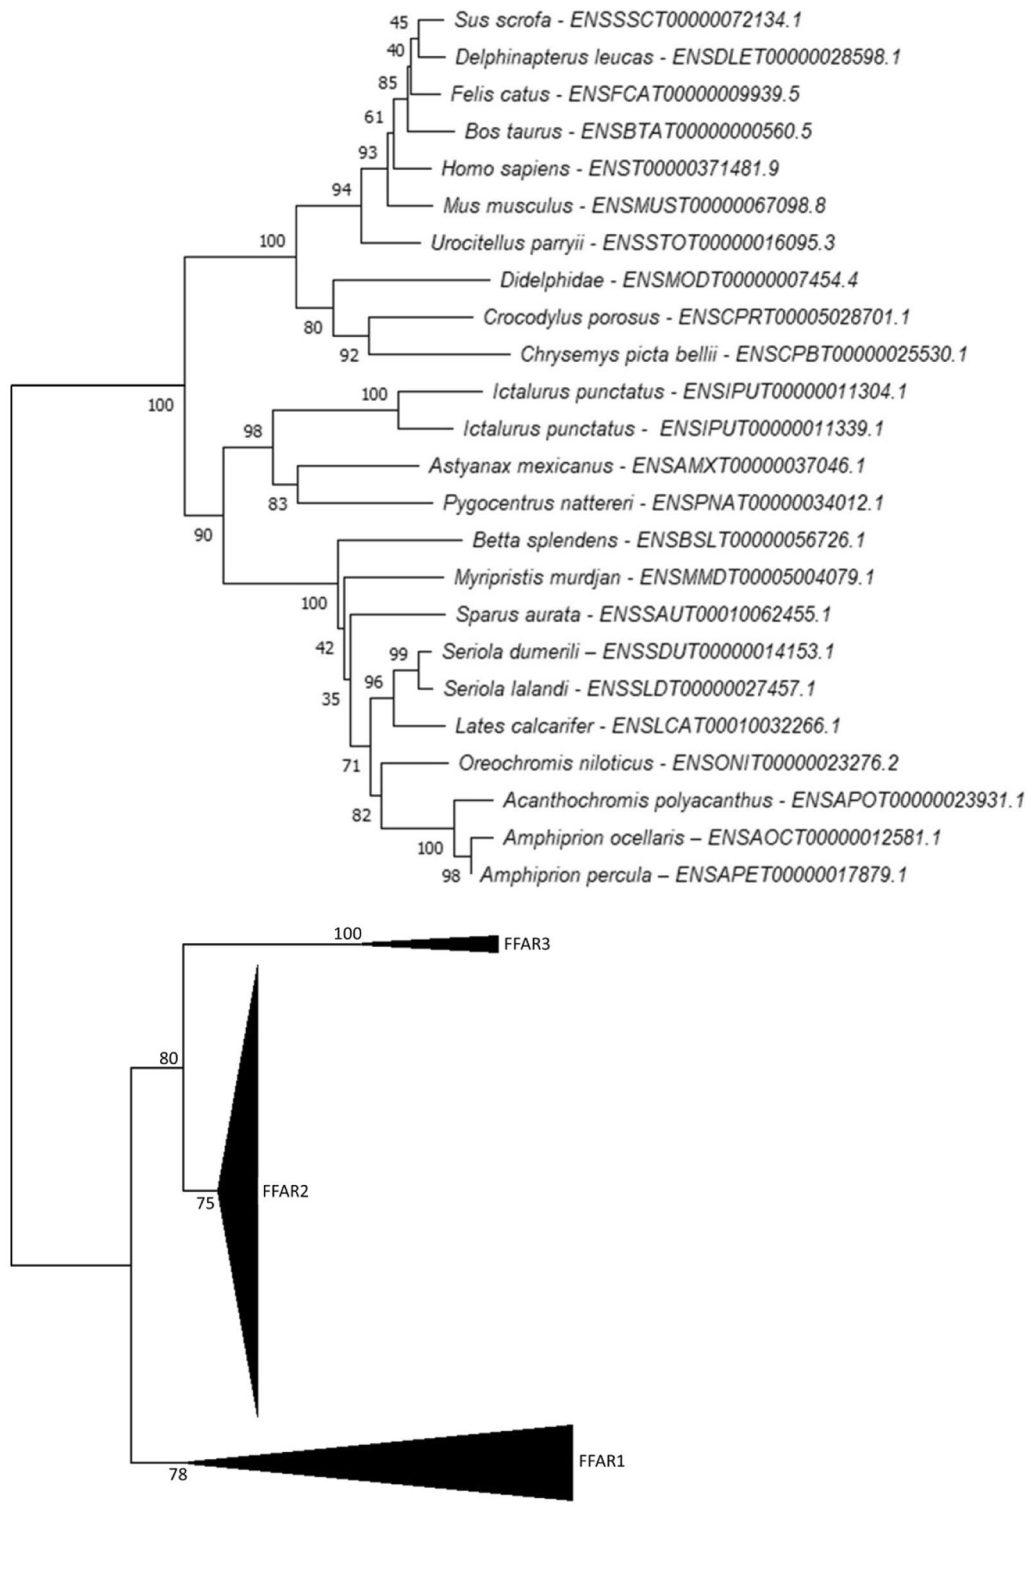 45
Sus scrofa - ENSSSCT00000072134.1
40
Delphinapterus leucas - ENSDLET00000028598.1
85
Felis catus - ENSFCAT00000009939.5
61
Bos taurus - ENSBTAT00000000560.5
93
Homo sapiens - ENST00000371481.9
94
Mus musculus - ENSMUST00000067098.8
100
Urocitellus parryii - ENSSTOT00000016095.3
Didelphidae - ENSMODT00000007454.4
80
Crocodylus porosus - ENSCPRT00005028701.1
92
Chrysemys picta bellii - ENSCPBT00000025530.1
100
100
Ictalurus punctatus - ENSIPUT00000011304.1
98
Ictalurus punctatus -  ENSIPUT00000011339.1
Astyanax mexicanus - ENSAMXT00000037046.1
83
Pygocentrus nattereri - ENSPNAT00000034012.1
90
Betta splendens - ENSBSLT00000056726.1
100
Myripristis murdjan - ENSMMDT00005004079.1
42
Sparus aurata - ENSSAUT00010062455.1
99
Seriola dumerili – ENSSDUT00000014153.1
96
35
Seriola lalandi - ENSSLDT00000027457.1
Lates calcarifer - ENSLCAT00010032266.1
71
Oreochromis niloticus - ENSONIT00000023276.2
82
Acanthochromis polyacanthus - ENSAPOT00000023931.1
100
Amphiprion ocellaris – ENSAOCT00000012581.1
98
Amphiprion percula – ENSAPET00000017879.1
100
FFAR3
80
75
FFAR2
78
FFAR1